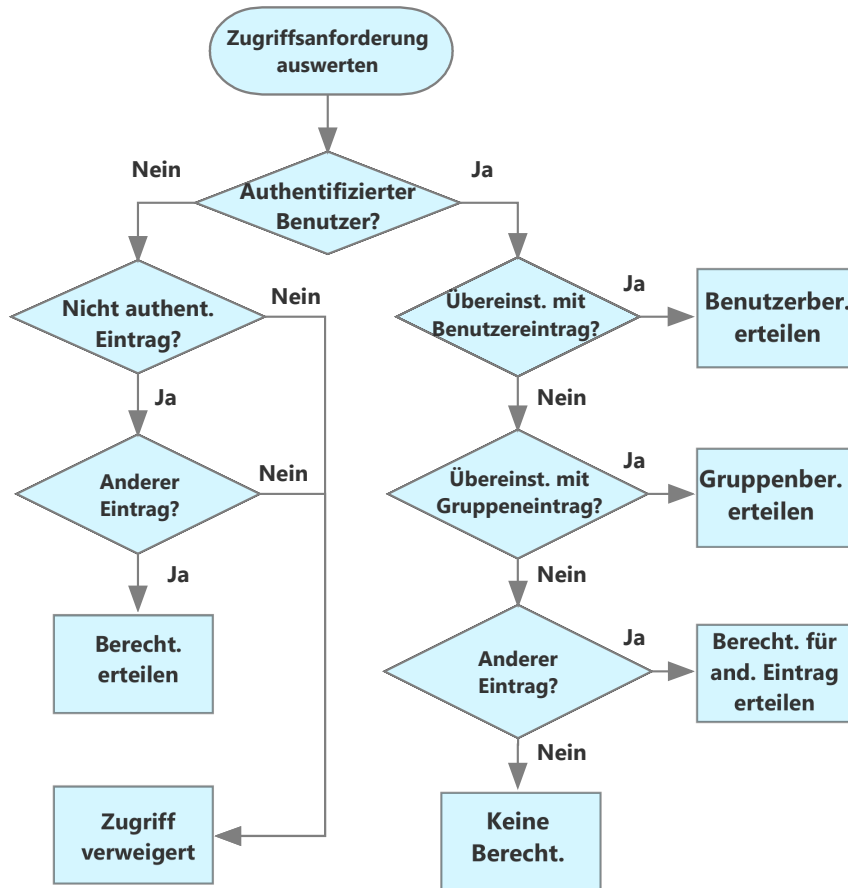 Zugriffsanforderung
auswerten
Nein
Ja
Authentifizierter
Benutzer?
Nicht authent.
Eintrag?
Nein
Übereinst. mit
Benutzereintrag?
Ja
Benutzerber.
erteilen
Ja
Nein
Anderer
Eintrag?
Nein
Übereinst. mit
Gruppeneintrag?
Ja
Gruppenber.
erteilen
Ja
Nein
Berecht.
erteilen
Anderer
Eintrag?
Ja
Berecht. für
and. Eintrag
erteilen
Nein
Zugriff
verweigert
Keine
Berecht.